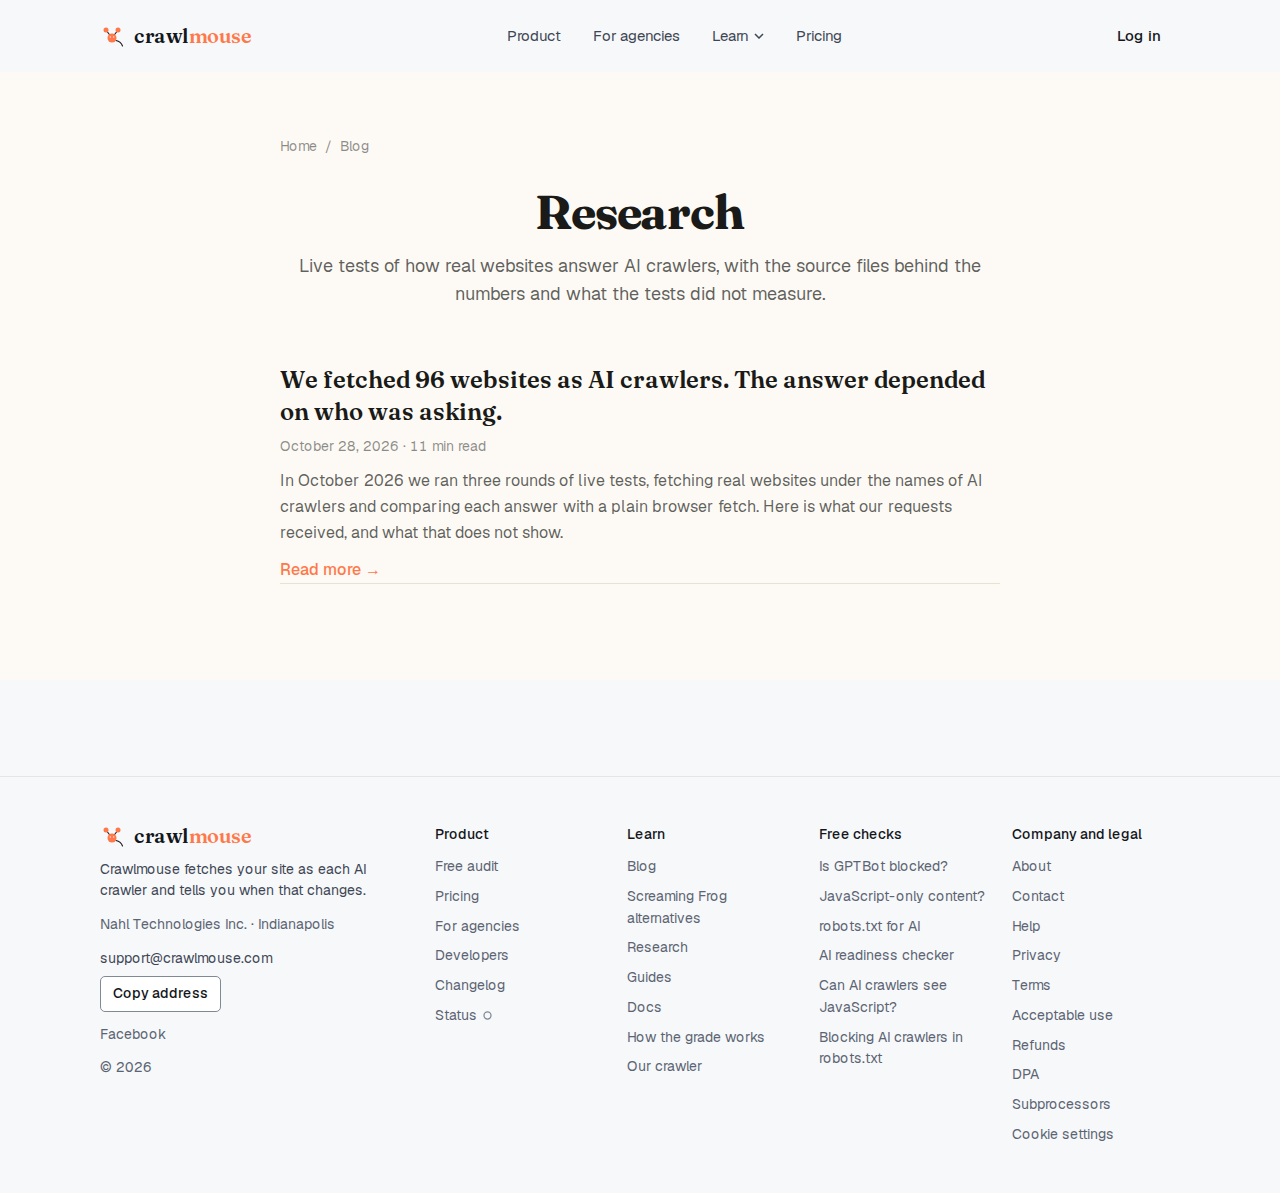 crawlmouse
Product
For agencies
Learn
Pricing
Log in
Home / Blog
Research
Live tests of how real websites answer AI crawlers, with the source files behind the
numbers and what the tests did not measure.
We fetched 96 websites as AI crawlers. The answer depended
on who was asking.
October 28, 2026 · 11 min read
In October 2026 we ran three rounds of live tests, fetching real websites under the names of AI
crawlers and comparing each answer with a plain browser fetch. Here is what our requests
received, and what that does not show.
Read more →
crawlmouse
Crawlmouse fetches your site as each AI
crawler and tells you when that changes.
Nahl Technologies Inc. · Indianapolis
support@crawlmouse.com
Copy address
Facebook
© 2026
Product
Free audit
Pricing
For agencies
Developers
Changelog
Status
Learn
Blog
Screaming Frog
alternatives
Research
Guides
Docs
How the grade works
Our crawler
Free checks
Is GPTBot blocked?
JavaScript-only content?
robots.txt for AI
AI readiness checker
Can AI crawlers see
JavaScript?
Blocking AI crawlers in
robots.txt
Company and legal
About
Contact
Help
Privacy
Terms
Acceptable use
Refunds
DPA
Subprocessors
Cookie settings